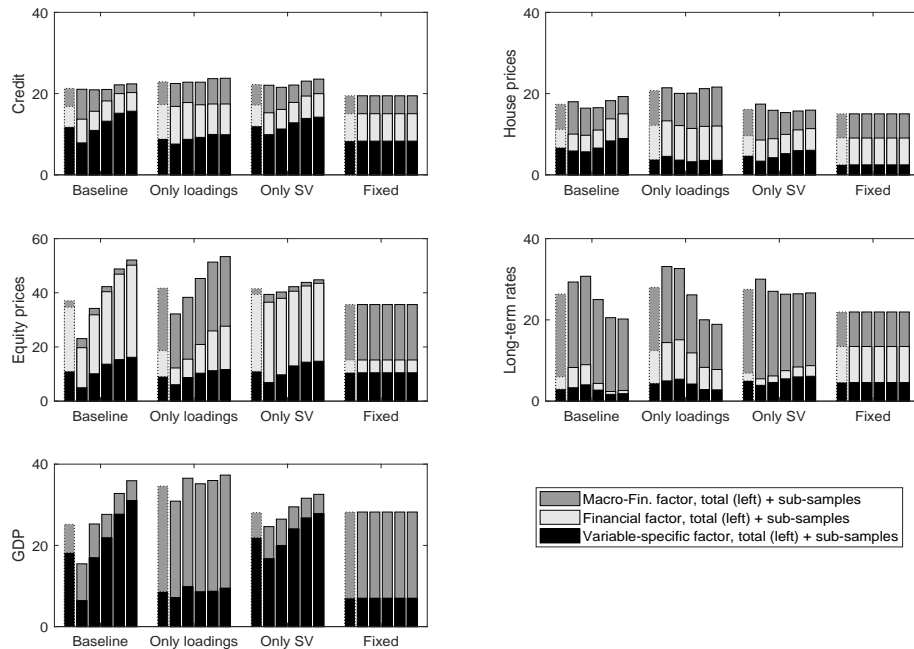 40
20
0
Credit
Baseline
Only loadings
Only SV
Fixed
40
20
0
House prices
Baseline
Only loadings
Only SV
Fixed
60
40
20
0
Equity prices
Baseline
Only loadings
Only SV
Fixed
40
20
0
Long-term rates
Baseline
Only loadings
Only SV
Fixed
40
20
0
GDP
Baseline
Only loadings
Only SV
Fixed
Macro-Fin. factor, total (left) + sub-samples
Financial factor, total (left) + sub-samples
Variable-specific factor, total (left) + sub-samples